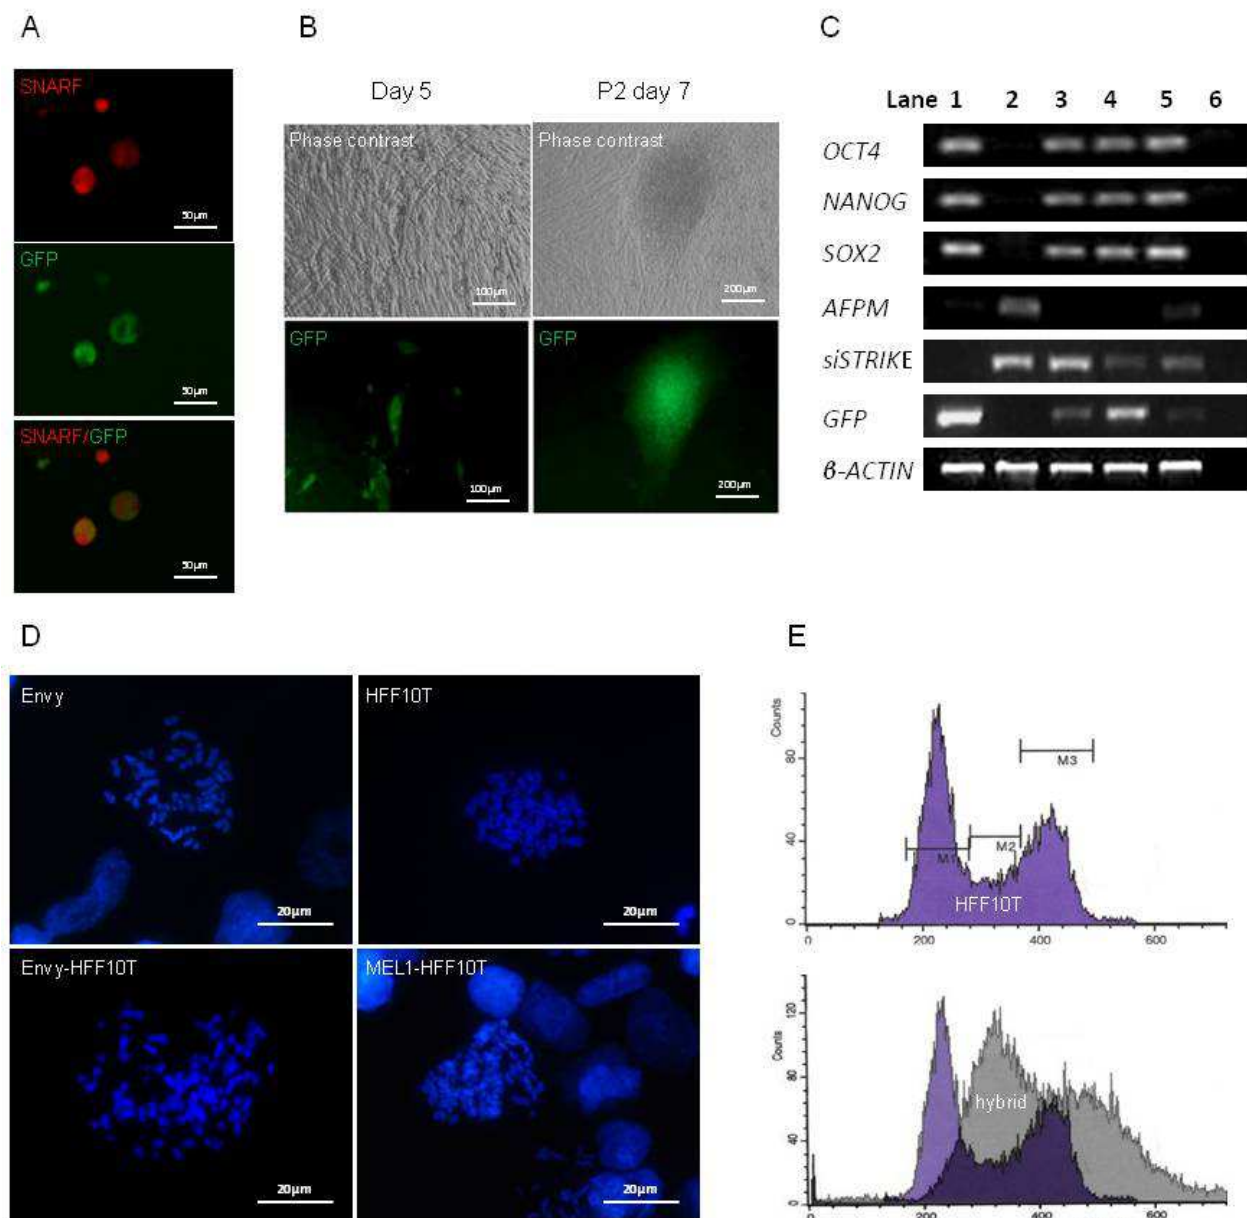 A
SNARF
50µm
GFP
50µm
SNARF/GFP
50µm
B
Day 5
P2 day 7
Phase contrast
100µm
Phase contrast
200µm
GFP
100µm
GFP
200µm
C
Lane 1 2 3 4 5 6
OCT4
NANOG
SOX2
AFPM
siSTRIKE
GFP
β-ACTIN
D
Envy
20µm
HFF10T
20µm
Envy-HFF10T
20µm
MEL1-HFF10T
20µm
E
Counts
80
40
0
M1
M2
M3
HFF10T
0 200 400 600
Counts
120
80
40
0
hybrid
0 200 400 600